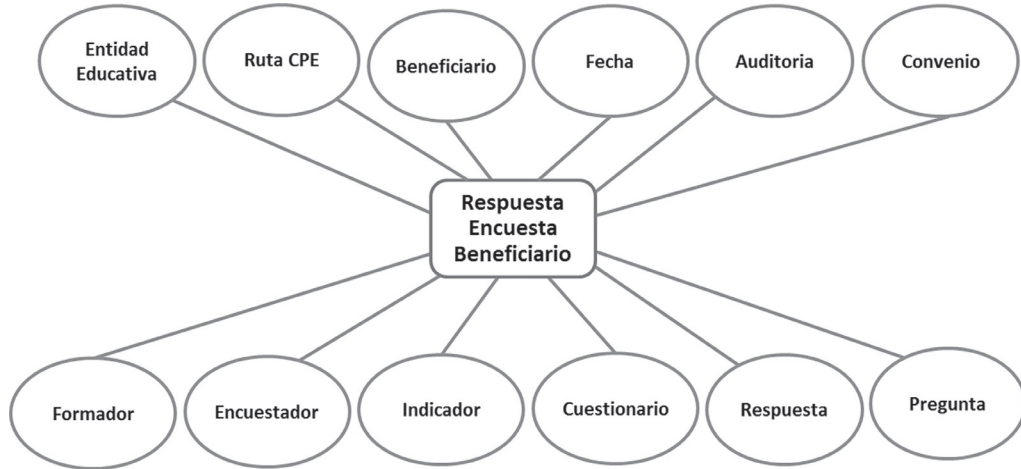 Entidad
Educativa
Ruta CPE
Beneficiario
Fecha
Auditoria
Convenio
Respuesta
Encuesta
Beneficiario
Formador
Encuestador
Indicador
Cuestionario
Respuesta
Pregunta